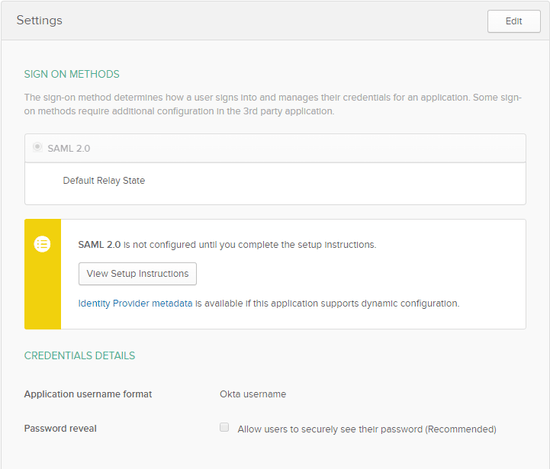 Settings
Edit
SIGN ON METHODS
The sign-on method determines how a user signs into and manages their credentials for an application. Some sign-
on methods require additional configuration in the 3rd party application.
SAML 2.0
Default Relay State
SAML 2.0 is not configured until you complete the setup instructions.
View Setup Instructions
Identity Provider metadata is available if this application supports dynamic configuration.
CREDENTIALS DETAILS
Application username format
Okta username
Password reveal
Allow users to securely see their password (Recommended)